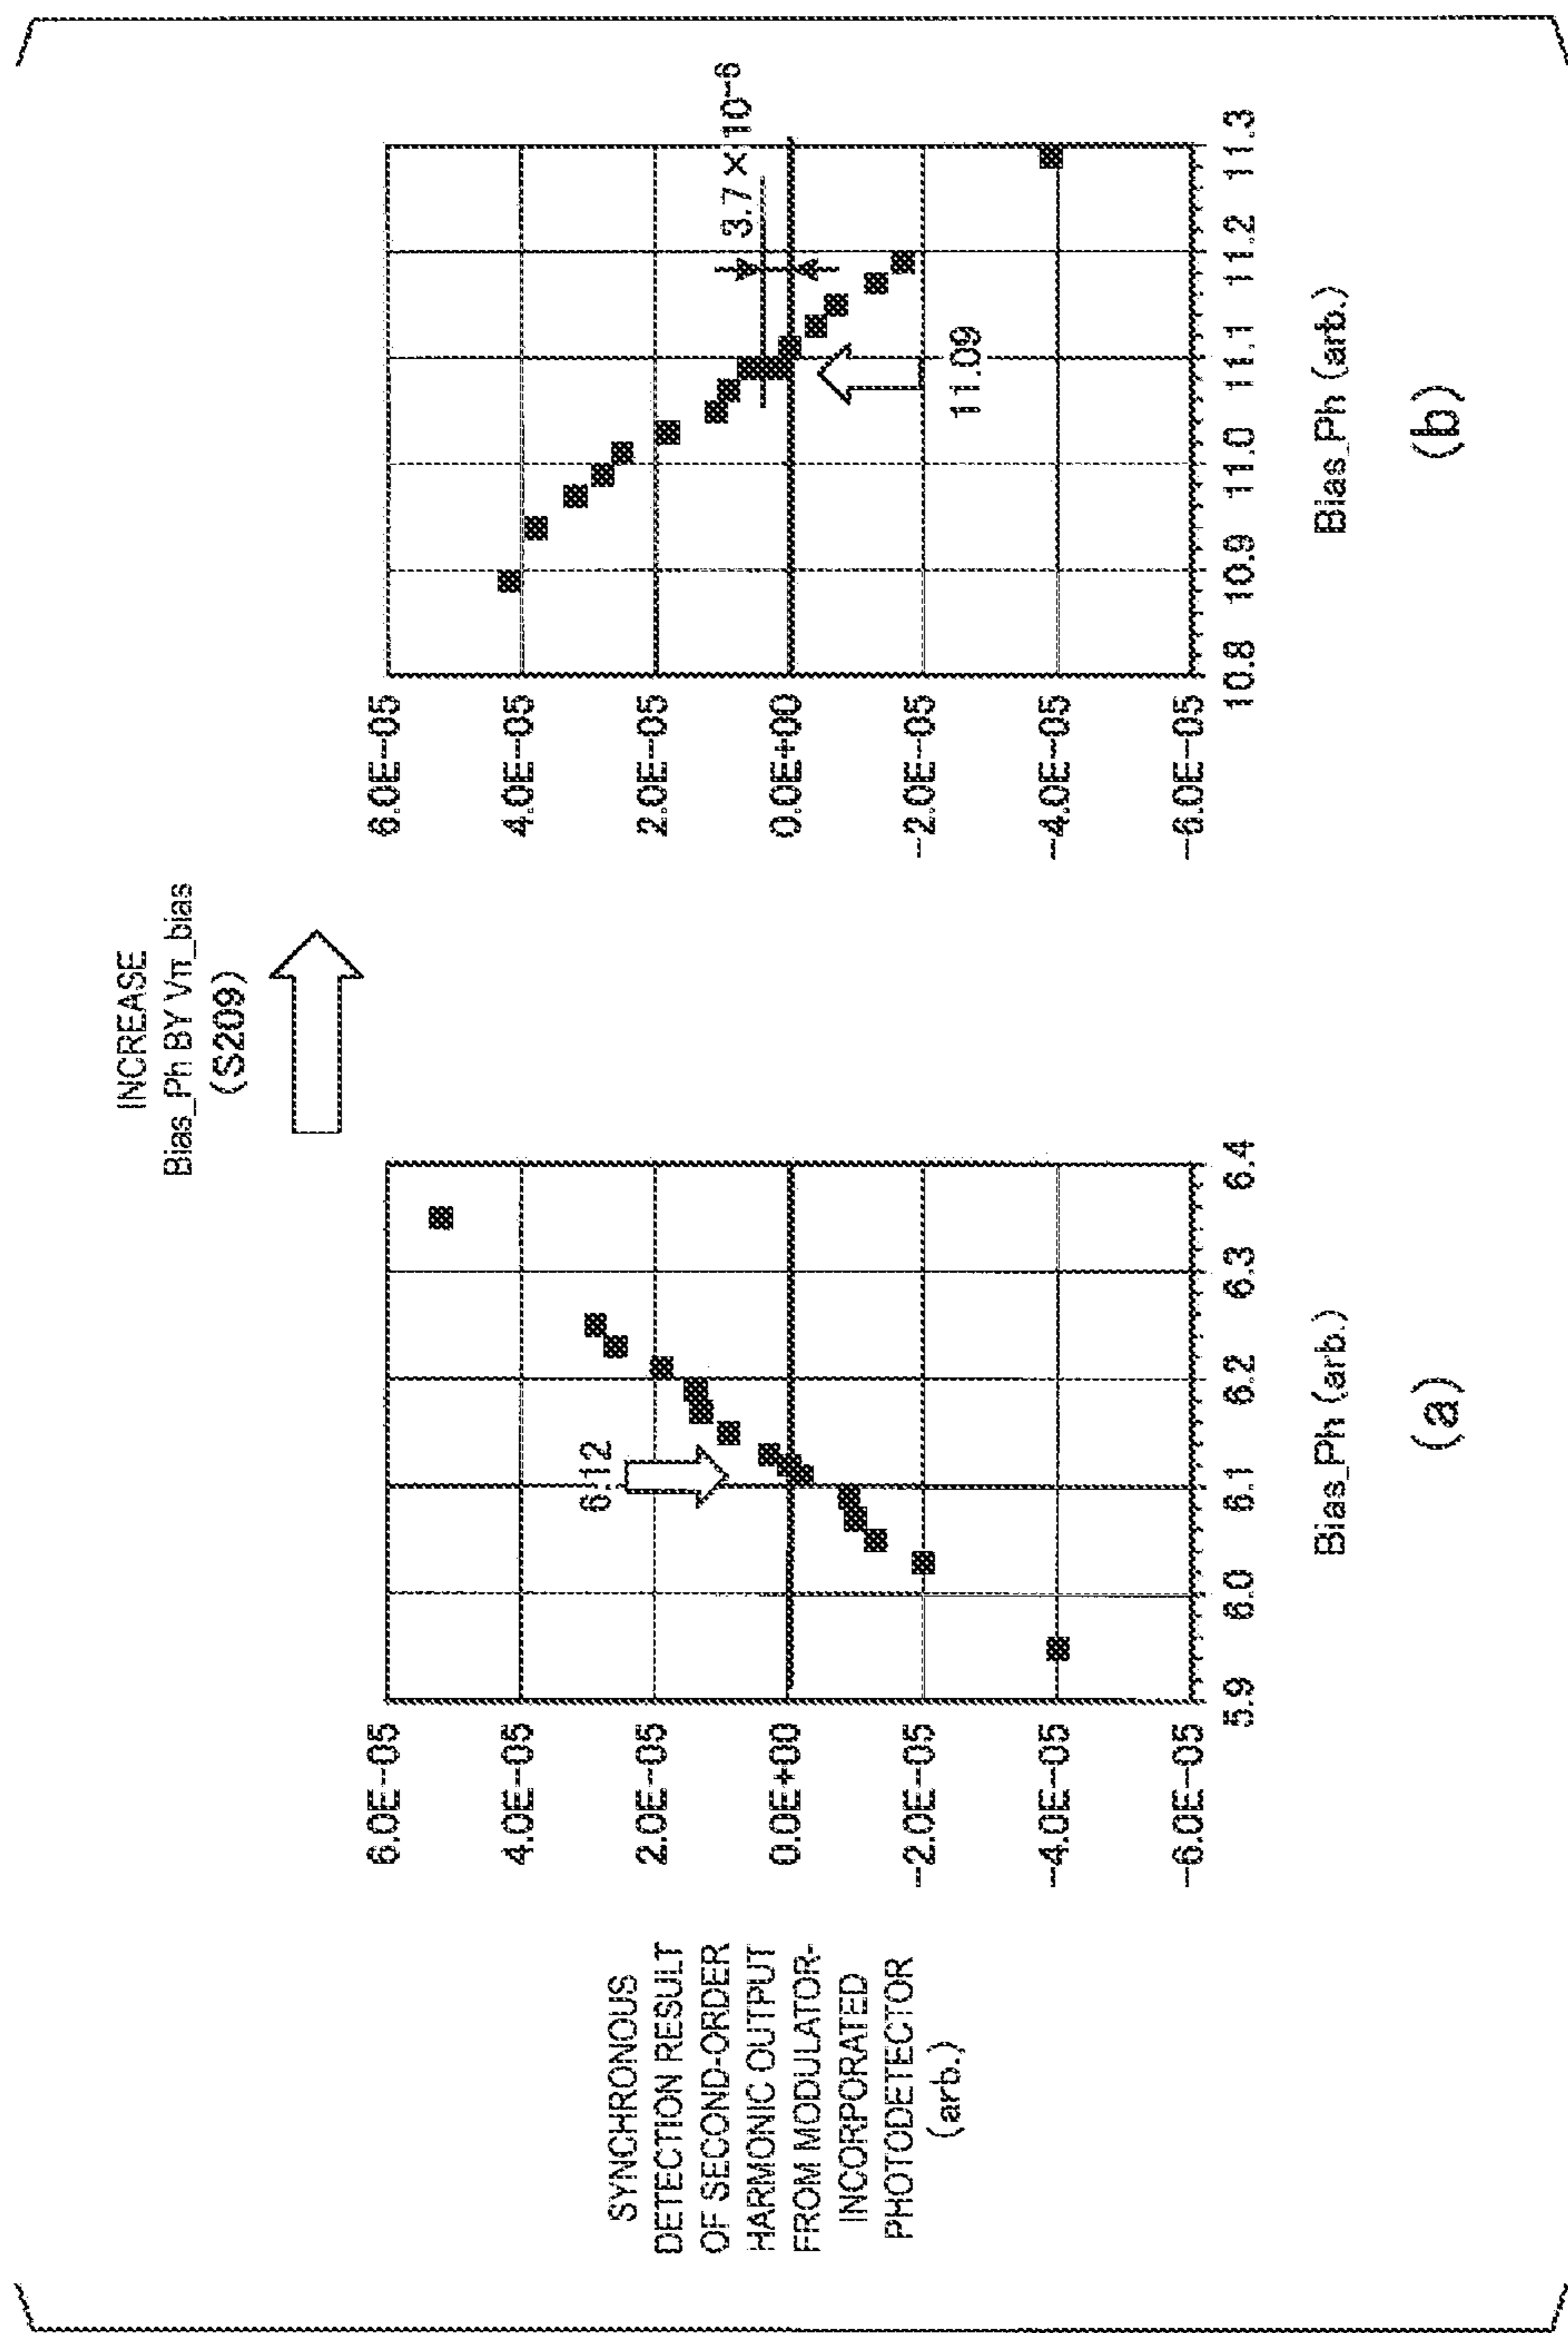 SYNCHRONOUS
DETECTION RESULT
OF SECOND-ORDER
HARMONIC OUTPUT
FROM MODULATOR-
INCORPORATED
PHOTODETECTOR
(arb.)
6.0E-05
4.0E-05
2.0E-05
0.0E+00
-2.0E-05
-4.0E-05
-6.0E-05
6.12
5.9 6.0 6.1 6.2 6.3 6.4
Bias_Ph (arb.)
(a)
INCREASE
Bias_Ph BY Vπ_bias
(S209)
6.0E-05
4.0E-05
2.0E-05
0.0E+00
-2.0E-05
-4.0E-05
-6.0E-05
3.7×10⁻⁶
11.09
10.8 10.9 11.0 11.1 11.2 11.3
Bias_Ph (arb.)
(b)